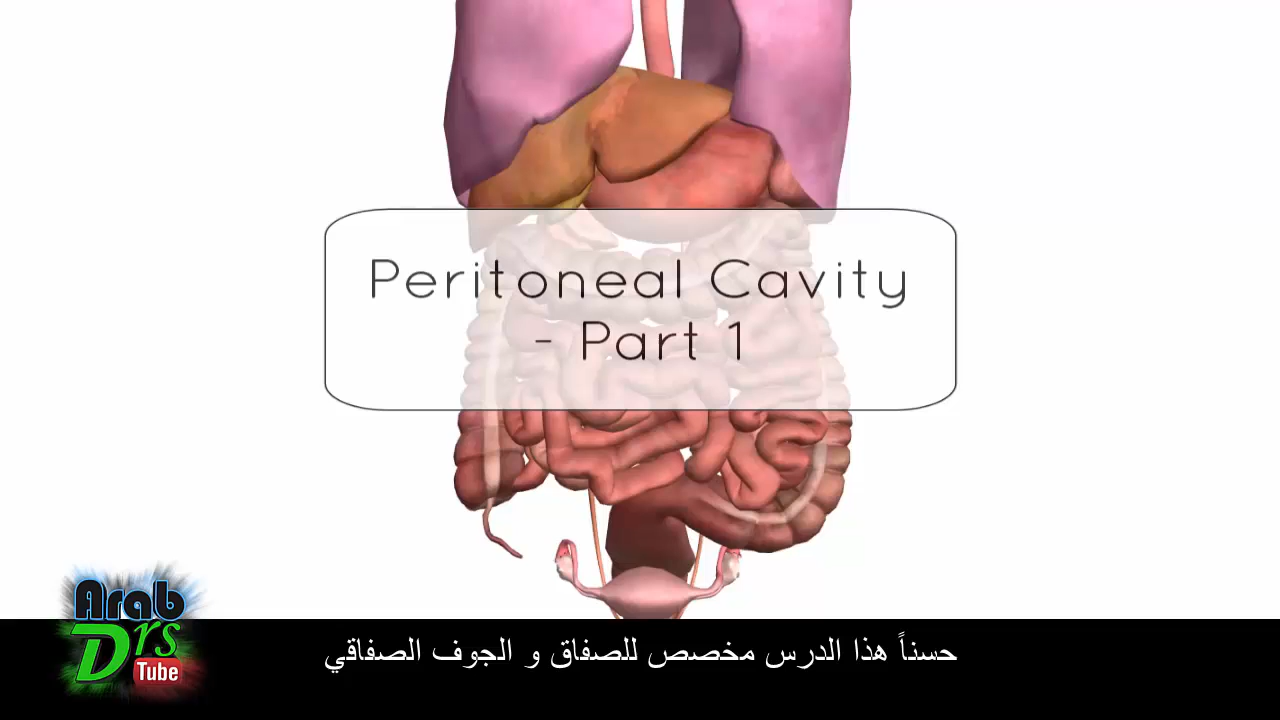 Peritoneal Cavity
- Part 1
Arab
Drs
Tube
حسناً هذا الدرس مخصص للصفاق و الجوف الصفاقي